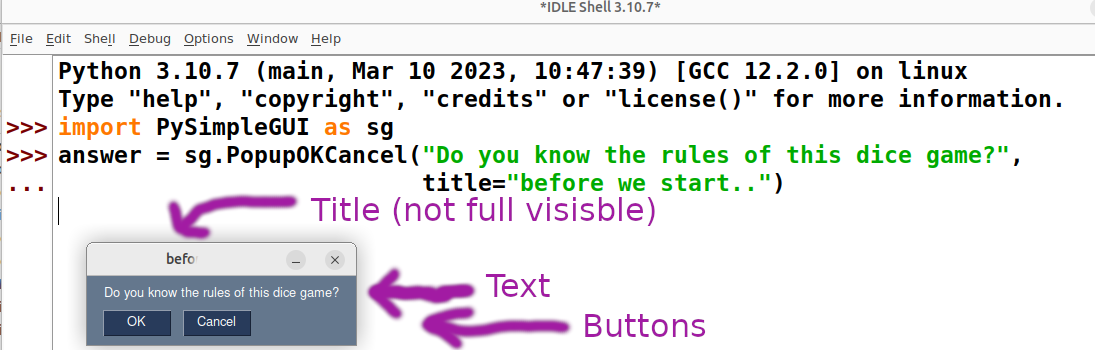 *IDLE Shell 3.10.7*
File Edit Shell Debug Options Window Help
Python 3.10.7 (main, Mar 10 2023, 10:47:39) [GCC 12.2.0] on linux
Type "help", "copyright", "credits" or "license()" for more information.
>>> import PySimpleGUI as sg
>>> answer = sg.PopupOKCancel("Do you know the rules of this dice game?",
... title="before we start..")
Title (not full visisble)
befo
Do you know the rules of this dice game?
Text
OK Cancel
Buttons